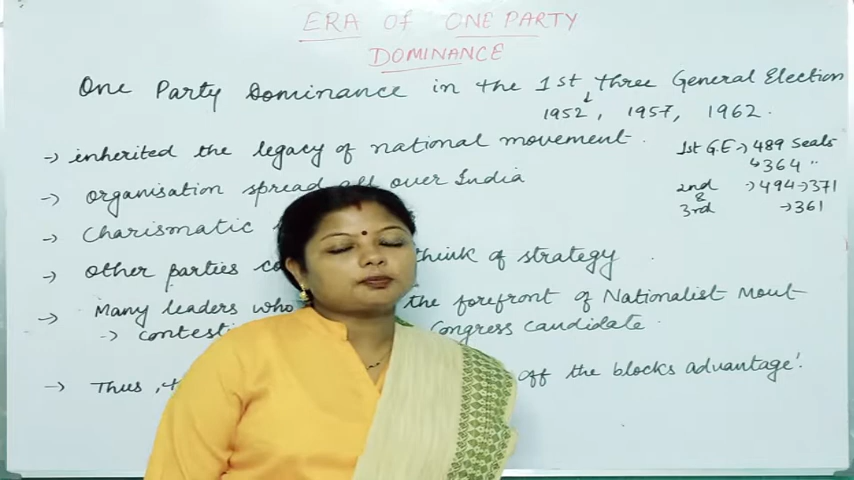 ERA OF ONE PARTY
DOMINANCE
One Party Dominance in the 1st three General Election
1952, 1957, 1962.
-> inherited the legacy of national movement.
-> organisation spread all over India
-> Charismatic
-> Other parties think of strategy
-> Many leaders who the forefront of Nationalist Movt
-> Congress candidate.
-> Thus, off the blocks advantage'.
1st G.E -> 489 Seats
↳ 364 "
2nd -> 494 -> 371
&
3rd -> 361